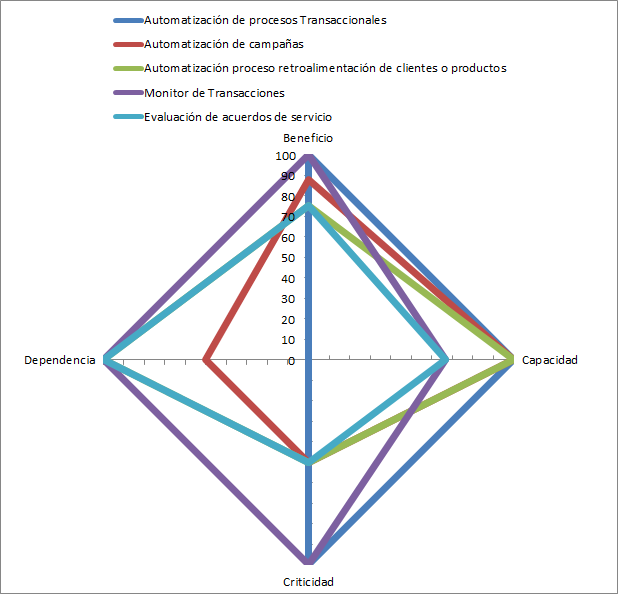 Automatización de procesos Transaccionales
Automatización de campañas
Automatización proceso retroalimentación de clientes o productos
Monitor de Transacciones
Evaluación de acuerdos de servicio
Beneficio
100
90
80
70
60
50
40
30
20
10
0
Dependencia
Capacidad
Criticidad